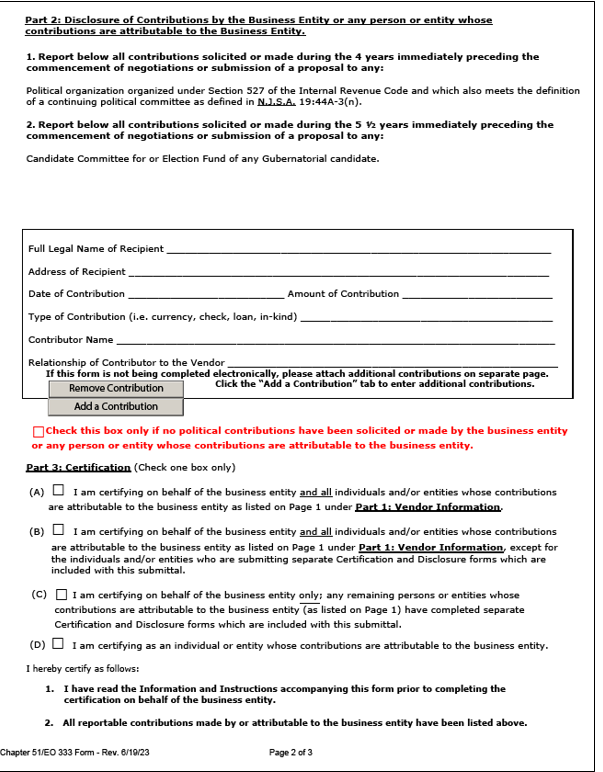 Part 2: Disclosure of Contributions by the Business Entity or any person or entity whose
contributions are attributable to the Business Entity.
1. Report below all contributions solicited or made during the 4 years immediately preceding the
commencement of negotiations or submission of a proposal to any:
Political organization organized under Section 527 of the Internal Revenue Code and which also meets the definition
of a continuing political committee as defined in N.J.S.A. 19:44A-3(n).
2. Report below all contributions solicited or made during the 5 ½ years immediately preceding the
commencement of negotiations or submission of a proposal to any:
Candidate Committee for or Election Fund of any Gubernatorial candidate.
Full Legal Name of Recipient
Address of Recipient
Date of Contribution Amount of Contribution
Type of Contribution (i.e. currency, check, loan, in-kind)
Contributor Name
Relationship of Contributor to the Vendor
If this form is not being completed electronically, please attach additional contributions on separate page.
Remove Contribution Click the “Add a Contribution” tab to enter additional contributions.
Add a Contribution
Check this box only if no political contributions have been solicited or made by the business entity
or any person or entity whose contributions are attributable to the business entity.
Part 3: Certification (Check one box only)
(A) I am certifying on behalf of the business entity and all individuals and/or entities whose contributions
are attributable to the business entity as listed on Page 1 under Part 1: Vendor Information.
(B) I am certifying on behalf of the business entity and all individuals and/or entities whose contributions
are attributable to the business entity as listed on Page 1 under Part 1: Vendor Information, except for
the individuals and/or entities who are submitting separate Certification and Disclosure forms which are
included with this submittal.
(C) I am certifying on behalf of the business entity only; any remaining persons or entities whose
contributions are attributable to the business entity (as listed on Page 1) have completed separate
Certification and Disclosure forms which are included with this submittal.
(D) I am certifying as an individual or entity whose contributions are attributable to the business entity.
I hereby certify as follows:
1. I have read the Information and Instructions accompanying this form prior to completing the
certification on behalf of the business entity.
2. All reportable contributions made by or attributable to the business entity have been listed above.
Chapter 51/EO 333 Form - Rev. 6/19/23 Page 2 of 3